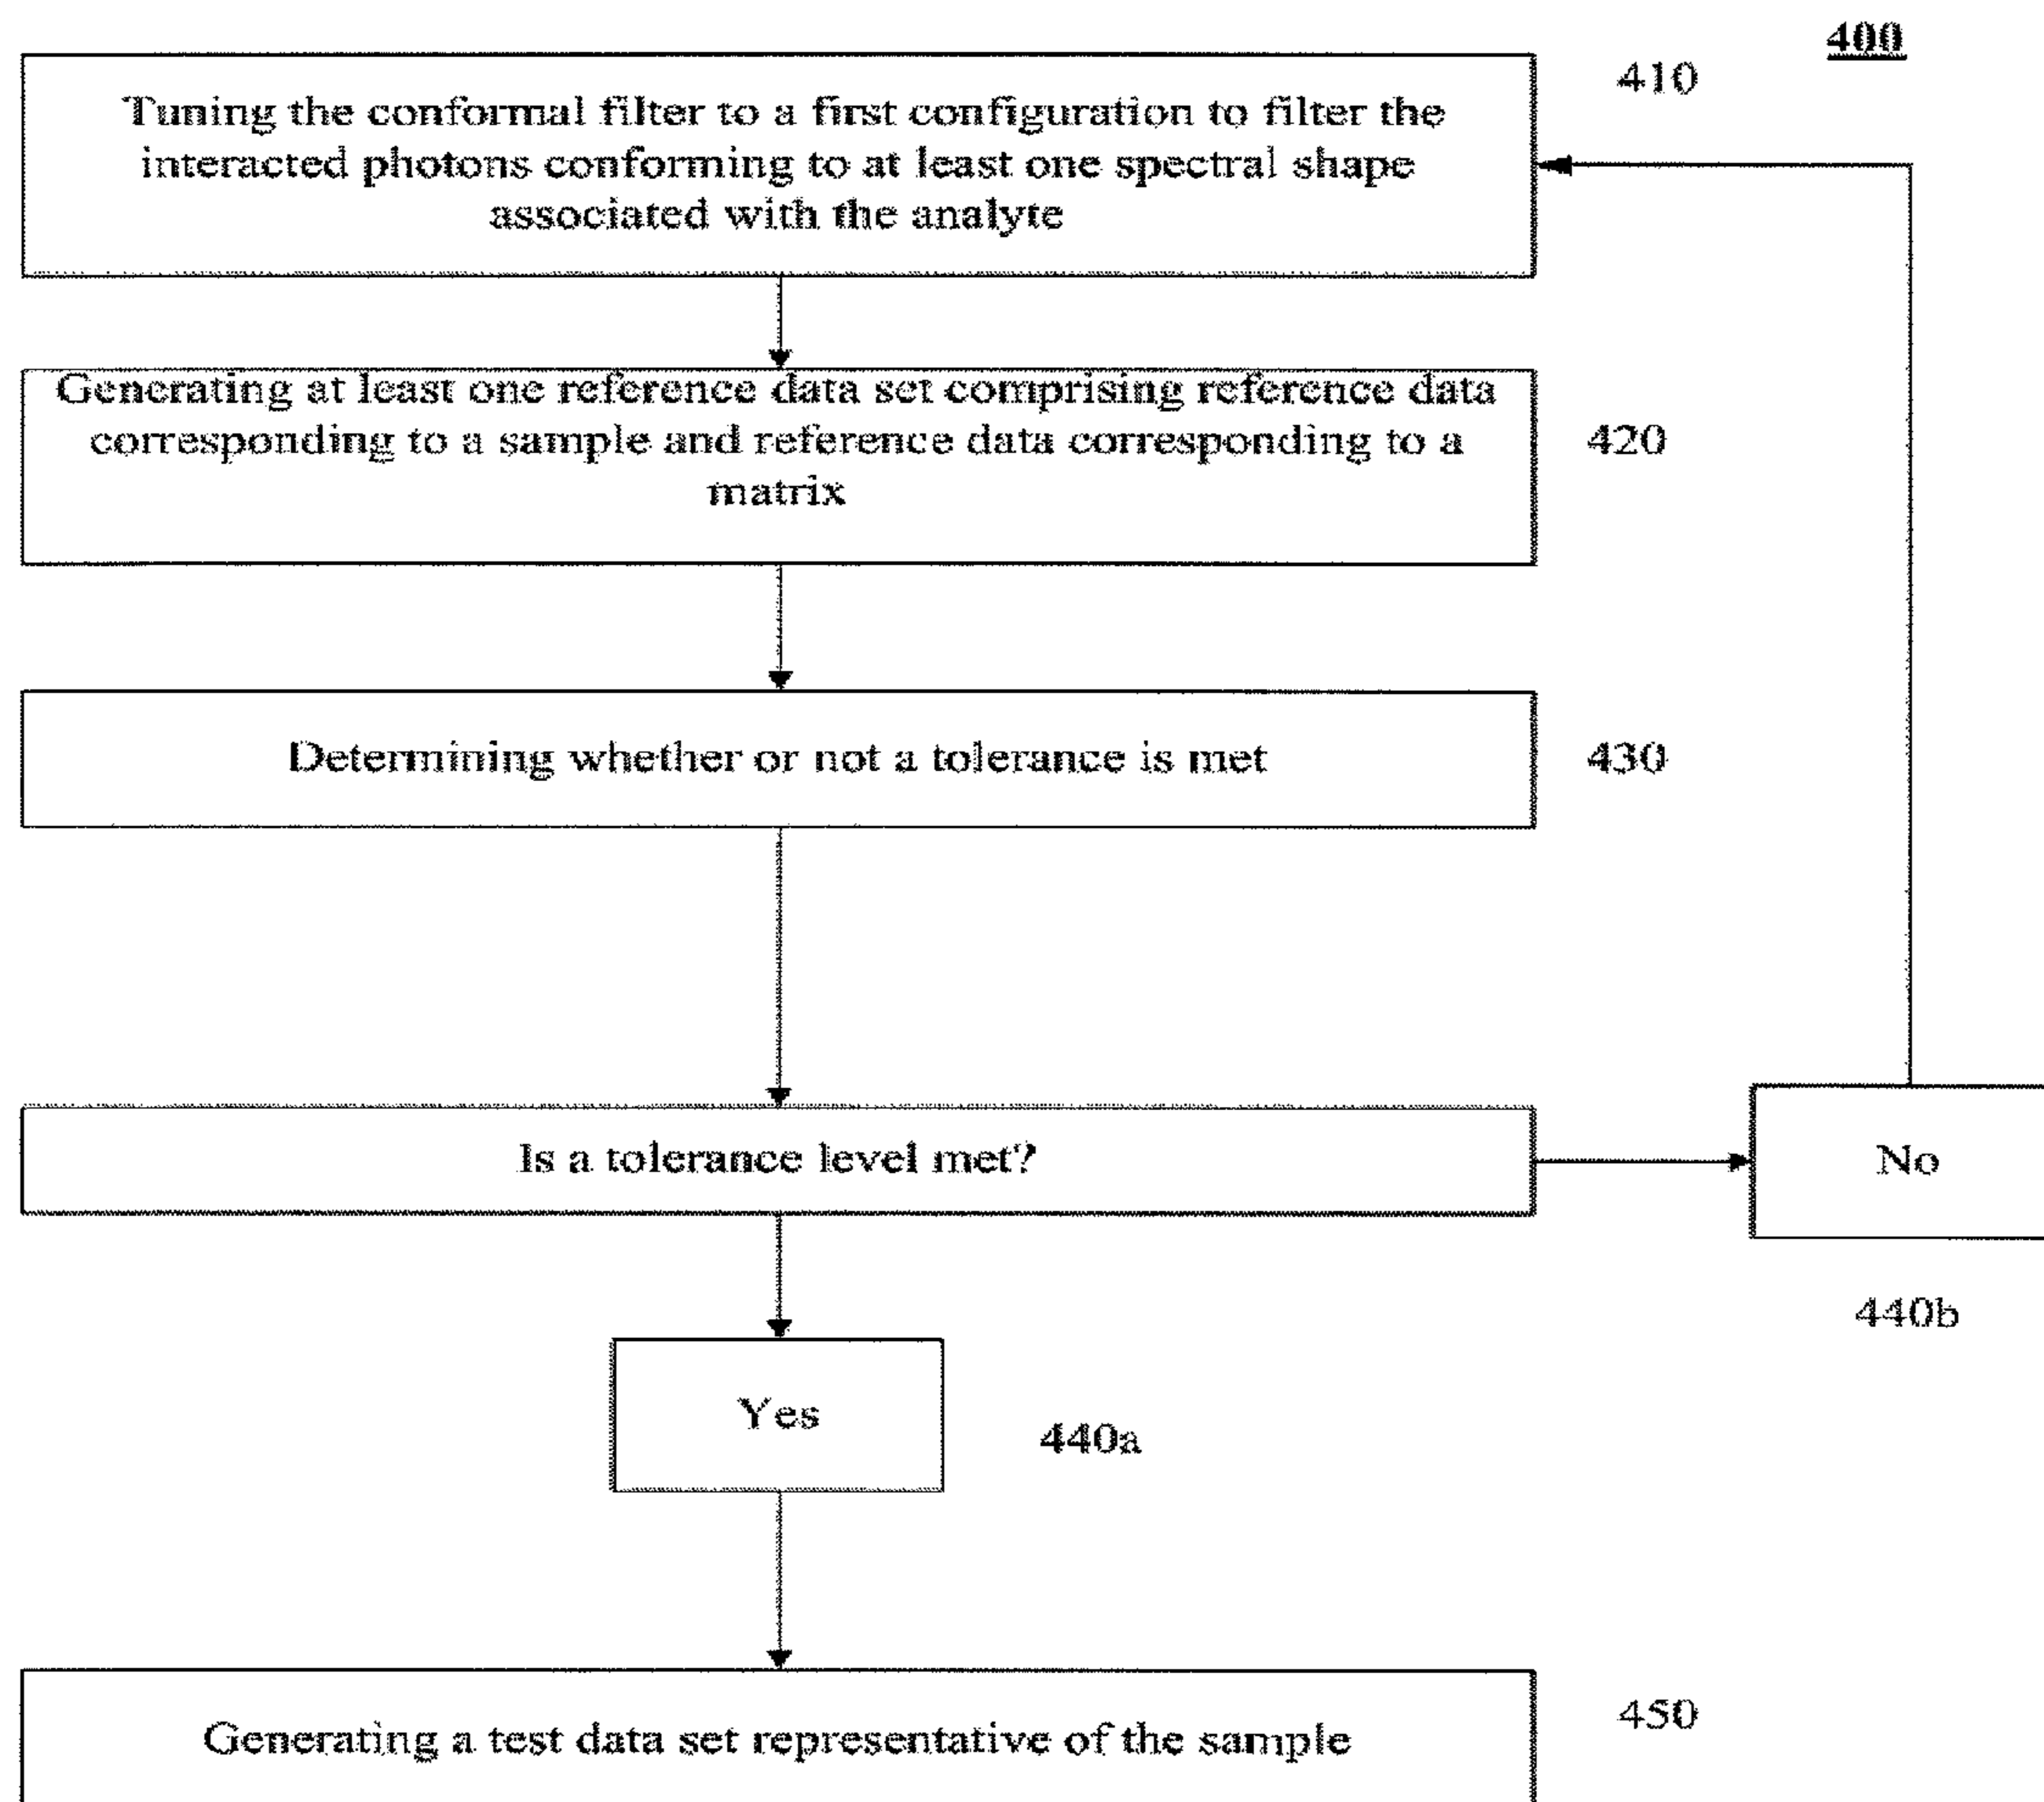 400
410
Tuning the conformal filter to a first configuration to filter the
interacted photons conforming to at least one spectral shape
associated with the analyte
Generating at least one reference data set comprising reference data
corresponding to a sample and reference data corresponding to a
matrix
420
Determining whether or not a tolerance is met
430
Is a tolerance level met?
No
440b
Yes
440a
450
Generating a test data set representative of the sample